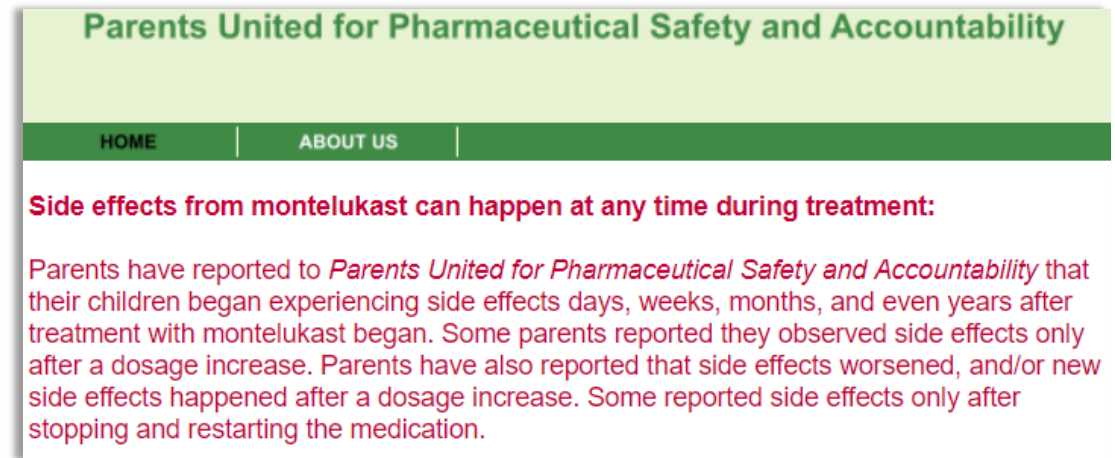 Parents United for Pharmaceutical Safety and Accountability
HOME
ABOUT US
Side effects from montelukast can happen at any time during treatment:
Parents have reported to Parents United for Pharmaceutical Safety and Accountability that
their children began experiencing side effects days, weeks, months, and even years after
treatment with montelukast began. Some parents reported they observed side effects only
after a dosage increase. Parents have also reported that side effects worsened, and/or new
side effects happened after a dosage increase. Some reported side effects only after
stopping and restarting the medication.